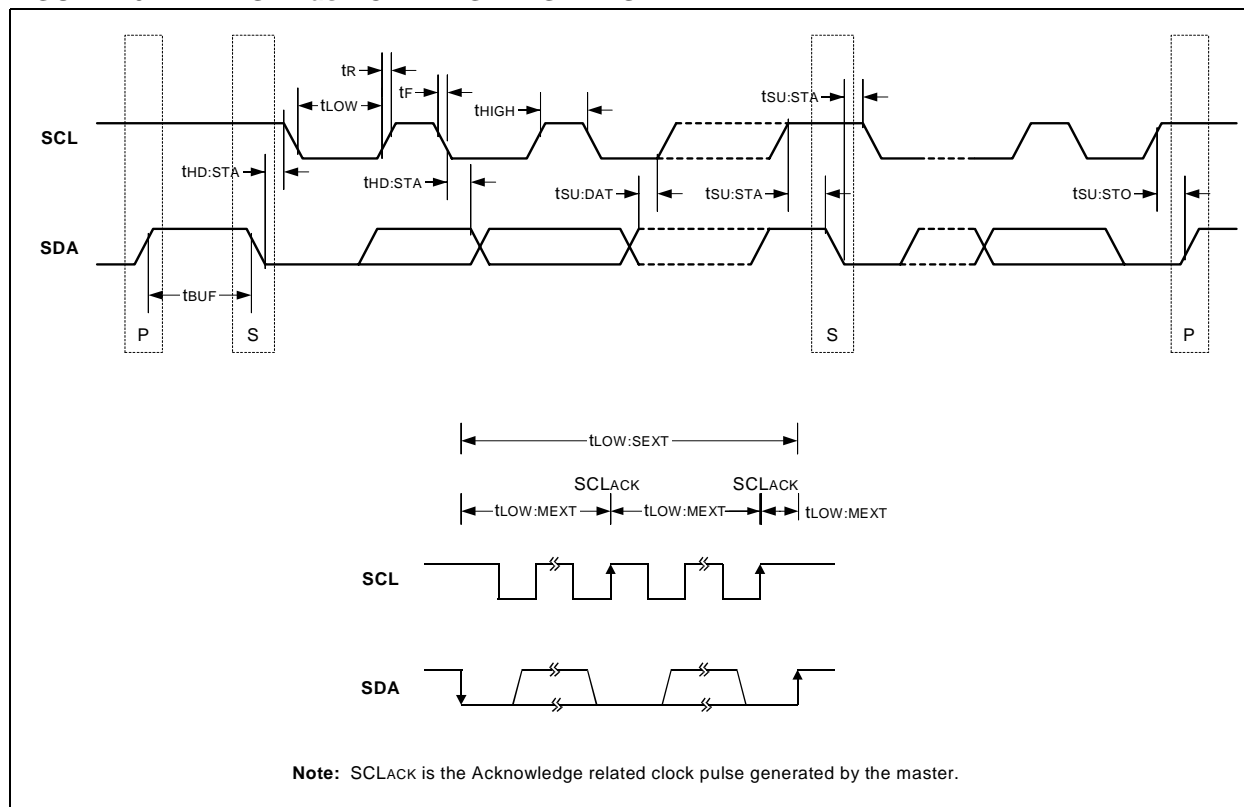 tR
tF
tLOW
tHIGH
tSU:STA
SCL
tHD:STA
tHD:STA
tSU:DAT
tSU:STA
tSU:STO
SDA
tBUF
P
S
S
P
tLOW:SEXT
SCLACK
SCLACK
tLOW:MEXT
tLOW:MEXT
tLOW:MEXT
SCL
SDA
Note: SCLACK is the Acknowledge related clock pulse generated by the master.